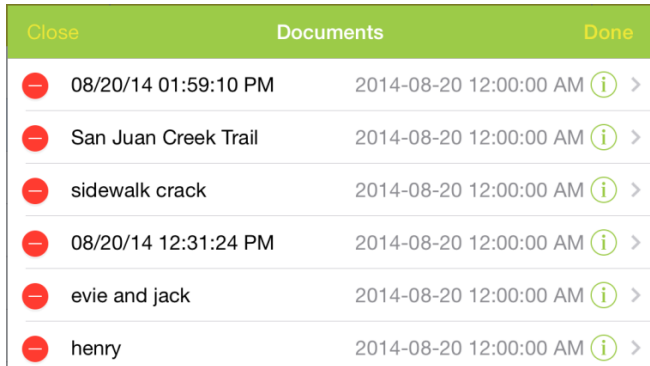 Close Documents Done
08/20/14 01:59:10 PM 2014-08-20 12:00:00 AM i
San Juan Creek Trail 2014-08-20 12:00:00 AM i
sidewalk crack 2014-08-20 12:00:00 AM i
08/20/14 12:31:24 PM 2014-08-20 12:00:00 AM i
evie and jack 2014-08-20 12:00:00 AM i
henry 2014-08-20 12:00:00 AM i